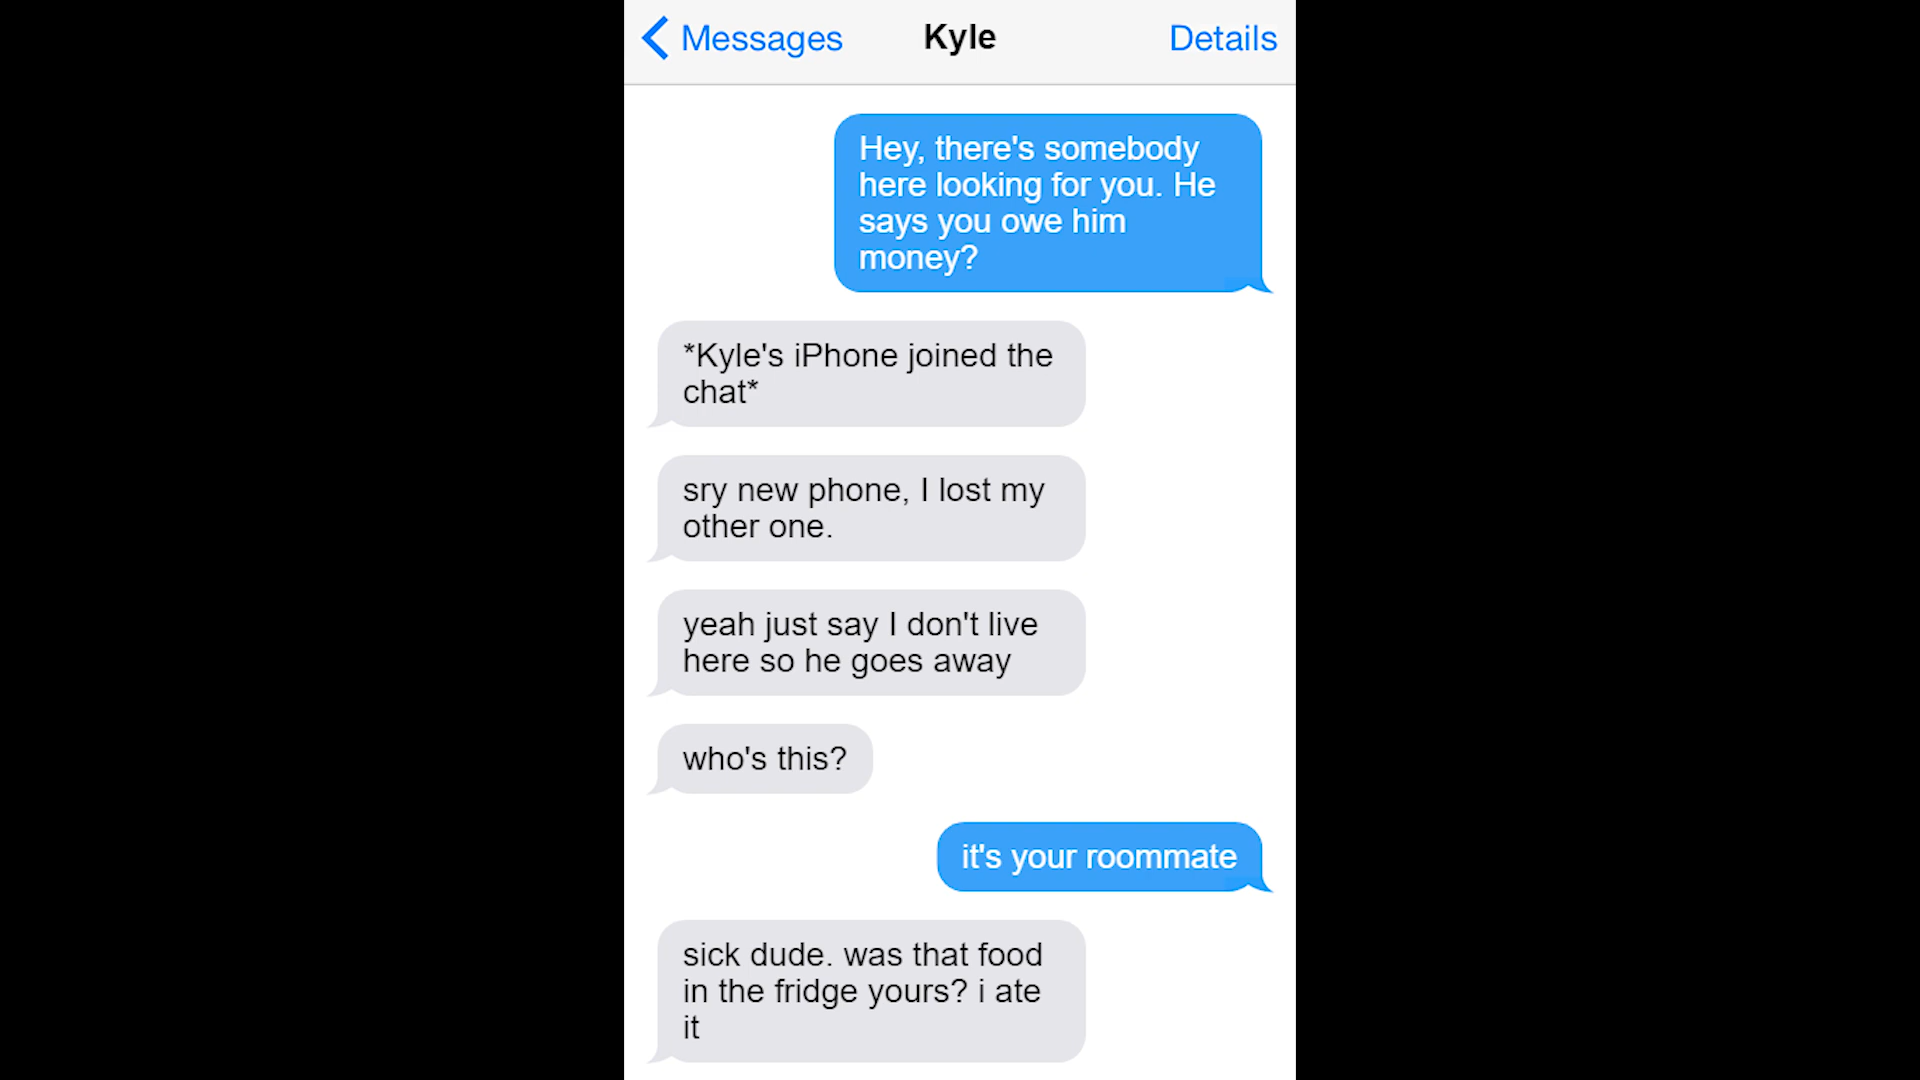 Messages Kyle Details
Hey, there's somebody
here looking for you. He
says you owe him
money?
*Kyle's iPhone joined the
chat*
sry new phone, I lost my
other one.
yeah just say I don't live
here so he goes away
who's this?
it's your roommate
sick dude. was that food
in the fridge yours? i ate
it